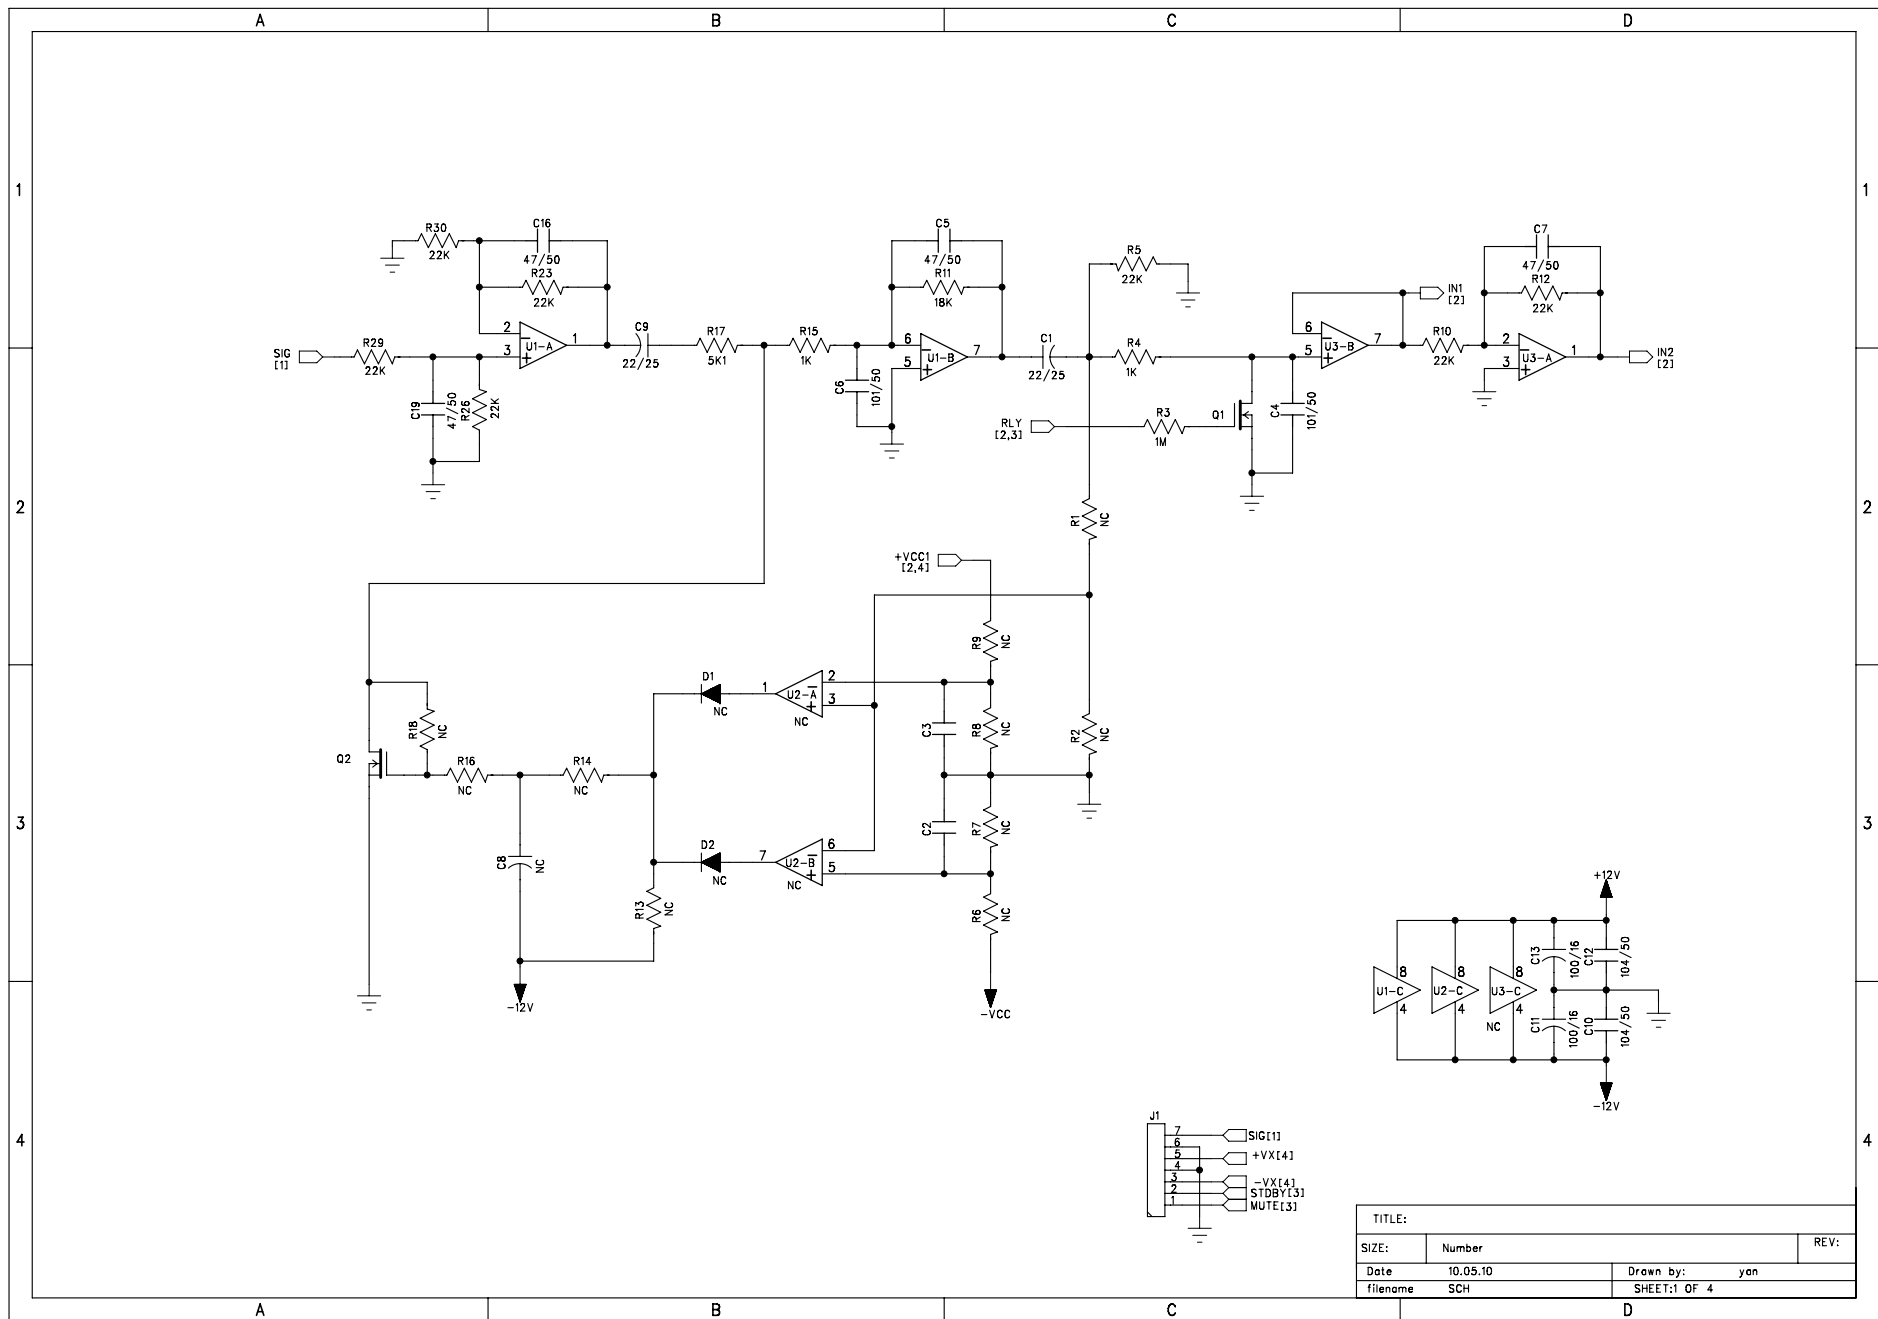 A B C D
1 1
R30
22K
C16
47/50
R23
22K
2
3
U1-A
1
SIG
[1]
R29
22K
C19
47/50
R26
22K
C9
22/25
R17
5K1
R15
1K
C5
47/50
R11
18K
6
5
U1-B
7
C6
101/50
C1
22/25
R5
22K
R4
1K
RLY
[2,3]
R3
1M
Q1
C4
101/50
6
5
U3-B
7
IN1
[2]
R10
22K
C7
47/50
R12
22K
2
3
U3-A
1
IN2
[2]
2 2
R1
NC
+VCC1
[2,4]
R9
NC
D1
NC
1
U2-A
NC
2
3
C3
R8
NC
R2
NC
Q2
R18
NC
R16
NC
R14
NC
3 3
C8
NC
D2
NC
7
U2-B
NC
6
5
C2
R7
NC
R13
NC
R6
NC
-12V
-VCC
+12V
8
U1-C
4
8
U2-C
4
8
U3-C
4
NC
C13
100/16
C12
104/50
C11
100/16
C10
104/50
-12V
4 4
J1
7 SIG[1]
6
5 +VX[4]
4
3 -VX[4]
2 STDBY[3]
1 MUTE[3]
TITLE:
SIZE: Number REV:
Date 10.05.10 Drawn by: yan
filename SCH SHEET:1 OF 4
A B C D